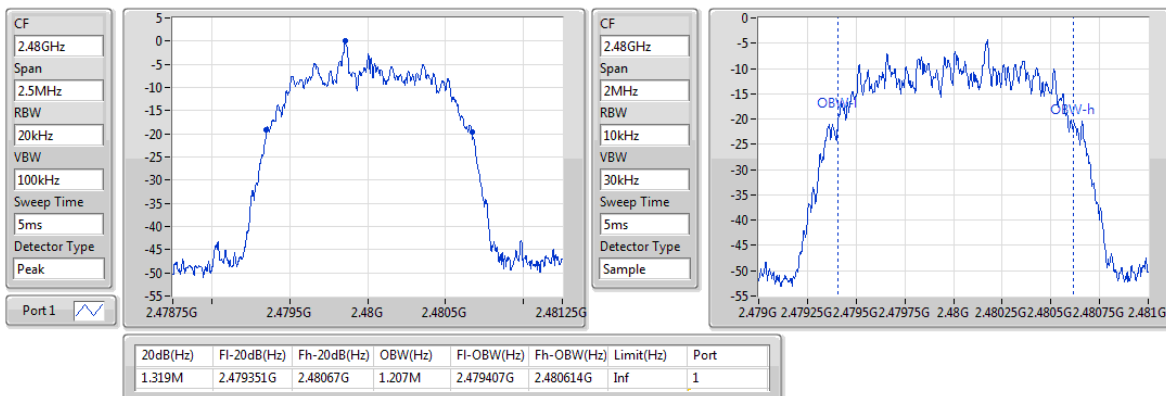 CF
2.48GHz
Span
2.5MHz
RBW
20kHz
VBW
100kHz
Sweep Time
5ms
Detector Type
Peak
Port 1
5
0
-5
-10
-15
-20
-25
-30
-35
-40
-45
-50
-55
2.47875G 2.4795G 2.48G 2.4805G 2.48125G
CF
2.48GHz
Span
2MHz
RBW
10kHz
VBW
30kHz
Sweep Time
5ms
Detector Type
Sample
0
-5
-10
-15
-20
-25
-30
-35
-40
-45
-50
-55
OBW-l
OBW-h
2.479G 2.47925G 2.4795G 2.47975G 2.48G 2.48025G 2.4805G 2.48075G 2.481G
20dB(Hz) Fl-20dB(Hz) Fh-20dB(Hz) OBW(Hz) Fl-OBW(Hz) Fh-OBW(Hz) Limit(Hz) Port
1.319M 2.479351G 2.48067G 1.207M 2.479407G 2.480614G Inf 1